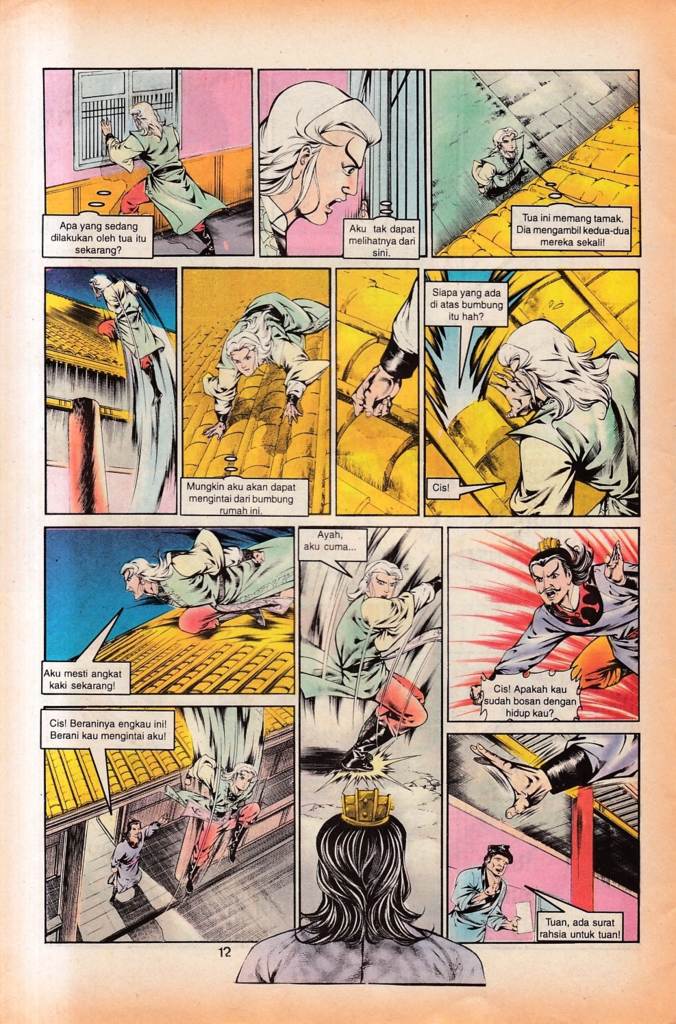 Apa yang sedang
dilakukan oleh tua itu
sekarang?
Aku tak dapat
melihatnya dari
sini.
Tua ini memang tamak.
Dia mengambil kedua-dua
mereka sekali!
Mungkin aku akan dapat
mengintai dari bumbung
rumah ini.
Siapa yang ada
di atas bumbung
itu hah?
Cis!
Aku mesti angkat
kaki sekarang!
Ayah,
aku cuma...
Cis! Apakah kau
sudah bosan dengan
hidup kau?
Cis! Beraninya engkau ini!
Berani kau mengintai aku!
Tuan, ada surat
rahsia untuk tuan!
12